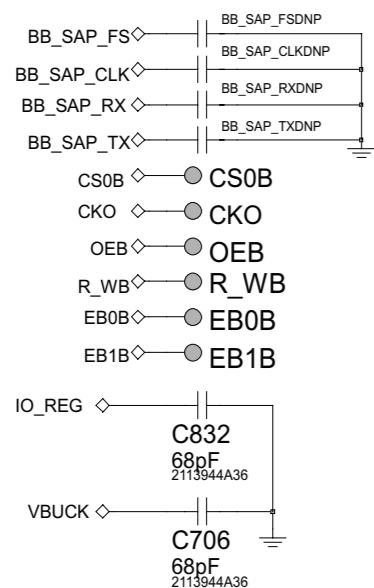 BB_SAP_FS BB_SAP_FSDNP
BB_SAP_CLK BB_SAP_CLKDNP
BB_SAP_RX BB_SAP_RXDNP
BB_SAP_TX BB_SAP_TXDNP
CS0B CS0B
CKO CKO
OEB OEB
R_WB R_WB
EB0B EB0B
EB1B EB1B
IO_REG
C832
68pF
2113944A36
VBUCK
C706
68pF
2113944A36